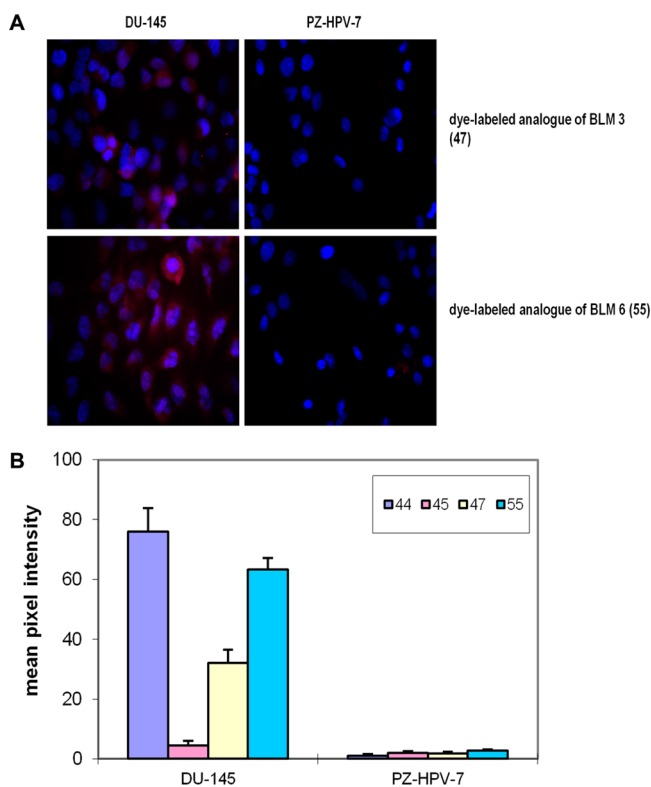 A
DU-145
PZ-HPV-7
dye-labeled analogue of BLM 3
(47)
dye-labeled analogue of BLM 6 (55)
B
mean pixel intensity
100
80
60
40
20
0
44 45 47 55
DU-145
PZ-HPV-7